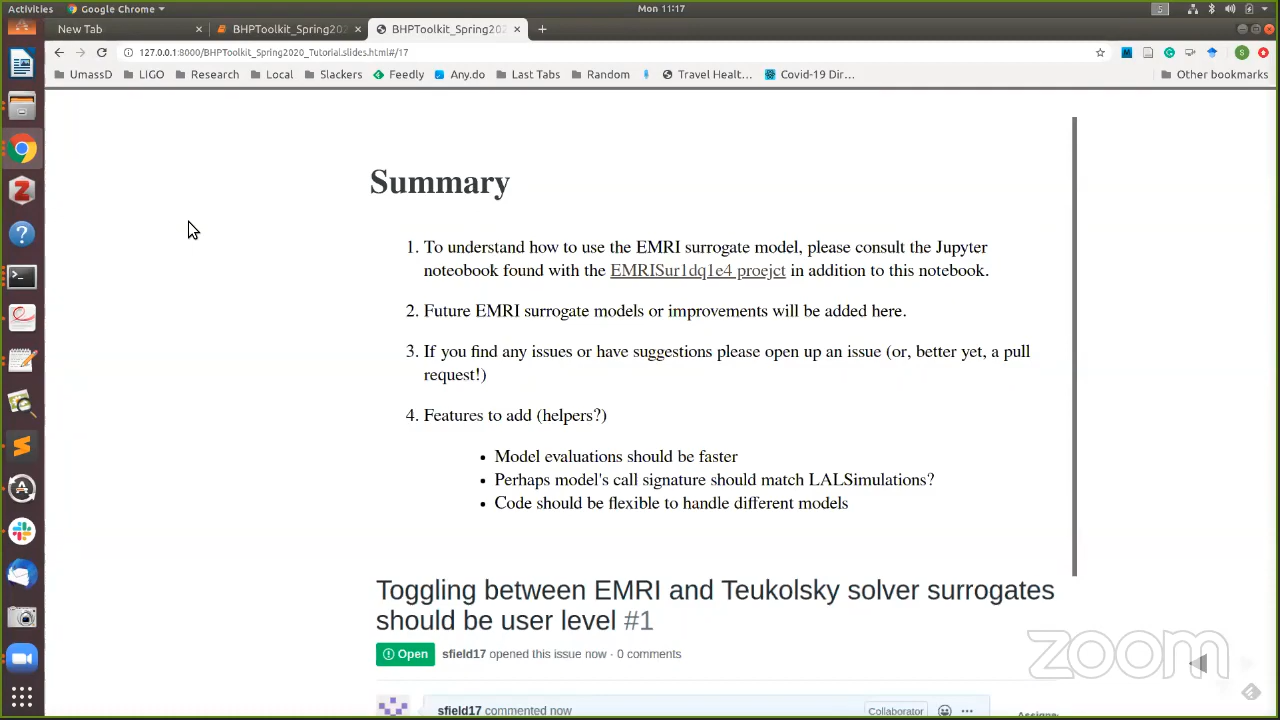 Activities Google Chrome Mon 11:17
New Tab × BHPToolkit_Spring202 × BHPToolkit_Spring202 × +
127.0.0.1:8000/BHPToolkit_Spring2020_Tutorial.slides.html#/17
UmassD LIGO Research Local Slackers Feedly Any.do Last Tabs Random Travel Healt... Covid-19 Dir... Other bookmarks
Summary
1. To understand how to use the EMRI surrogate model, please consult the Jupyter
noteobook found with the EMRISur1dq1e4 proejct in addition to this notebook.
2. Future EMRI surrogate models or improvements will be added here.
3. If you find any issues or have suggestions please open up an issue (or, better yet, a pull
request!)
4. Features to add (helpers?)
• Model evaluations should be faster
• Perhaps model's call signature should match LALSimulations?
• Code should be flexible to handle different models
Toggling between EMRI and Teukolsky solver surrogates
should be user level #1
Open sfield17 opened this issue now · 0 comments
zoom
sfield17 commented now Collaborator ...